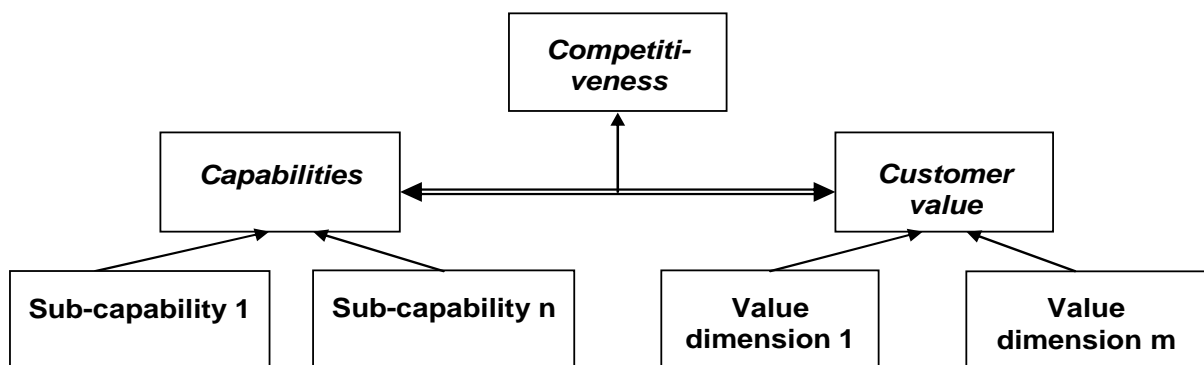 Competiti-
veness
Capabilities
Customer
value
Sub-capability 1
Sub-capability n
Value
dimension 1
Value
dimension m